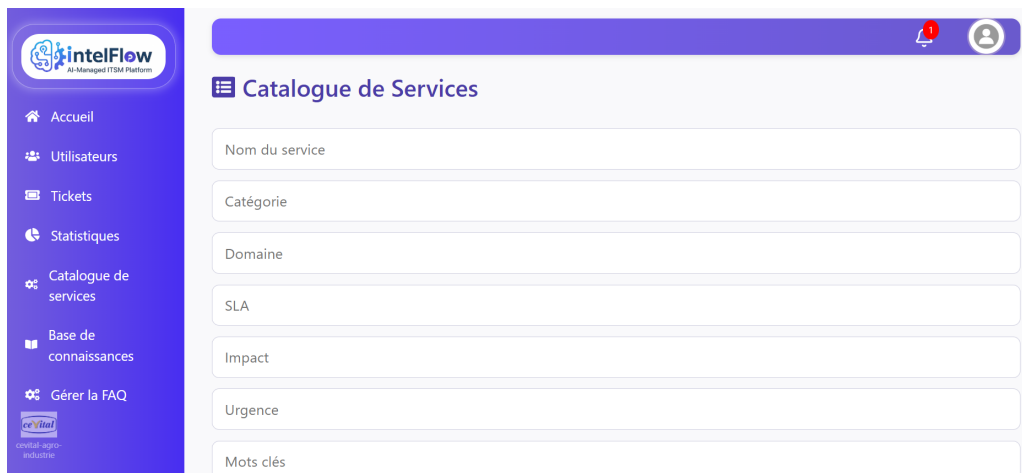 intelFlow
AI-Managed ITSM Platform
1
Accueil
Utilisateurs
Tickets
Statistiques
Catalogue de
services
Base de
connaissances
Gérer la FAQ
cevital
cevital-agro-
industrie
Catalogue de Services
Nom du service
Catégorie
Domaine
SLA
Impact
Urgence
Mots clés